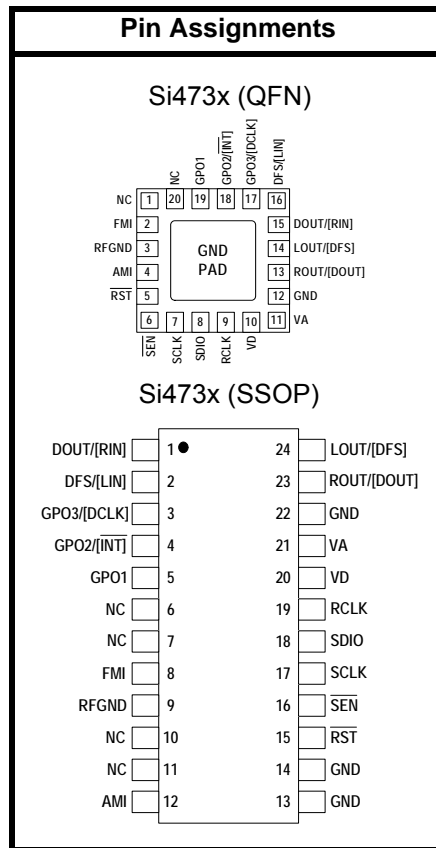 Pin Assignments
Si473x (QFN)
NC
GPO1
GPO2/[INT]
GPO3/[DCLK]
DFS/[LIN]
NC 1 20 19 18 17 16
FMI 2 15 DOUT/[RIN]
RFGND 3 GND 14 LOUT/[DFS]
AMI 4 PAD 13 ROUT/[DOUT]
RST 5 12 GND
6 7 8 9 10 11 VA
SEN
SCLK
SDIO
RCLK
VD
Si473x (SSOP)
DOUT/[RIN] 1 24 LOUT/[DFS]
DFS/[LIN] 2 23 ROUT/[DOUT]
GPO3/[DCLK] 3 22 GND
GPO2/[INT] 4 21 VA
GPO1 5 20 VD
NC 6 19 RCLK
NC 7 18 SDIO
FMI 8 17 SCLK
RFGND 9 16 SEN
NC 10 15 RST
NC 11 14 GND
AMI 12 13 GND